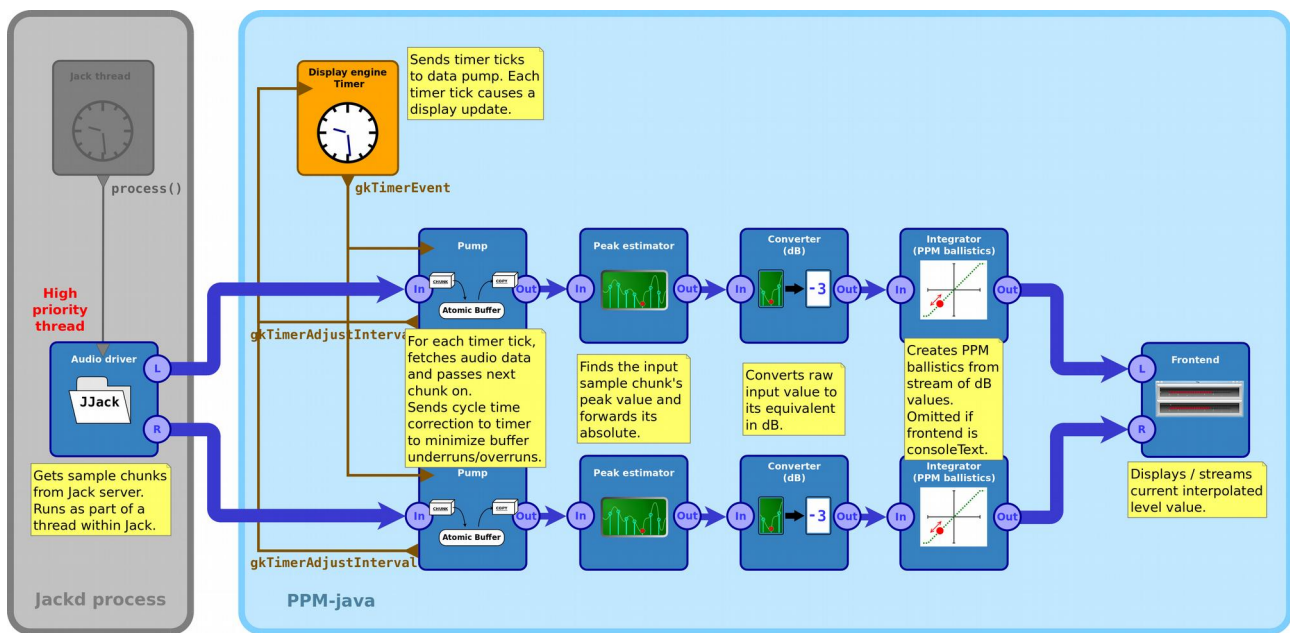 Jack thread
process()
High
priority
thread
Audio driver
JJack
L
R
Gets sample chunks
from Jack server.
Runs as part of a
thread within Jack.
Jackd process
Display engine
Timer
Sends timer ticks
to data pump. Each
timer tick causes a
display update.
gkTimerEvent
Pump
In
CHUNK
COPY
Out
Atomic Buffer
gkTimerAdjustInterval
For each timer tick,
fetches audio data
and passes next
chunk on.
Sends cycle time
correction to timer
to minimize buffer
underruns/overruns.
Peak estimator
In
Out
Finds the input
sample chunk's
peak value and
forwards its
absolute.
Converter
(dB)
In
-3
Out
Converts raw
input value to
its equivalent
in dB.
Integrator
(PPM ballistics)
In
Out
Creates PPM
ballistics from
stream of dB
values.
Omitted if
frontend is
consoleText.
Pump
In
CHUNK
COPY
Out
Atomic Buffer
gkTimerAdjustInterval
Peak estimator
In
Out
Converter
(dB)
In
-3
Out
Integrator
(PPM ballistics)
In
Out
Frontend
L
R
Displays / streams
current interpolated
level value.
PPM-java